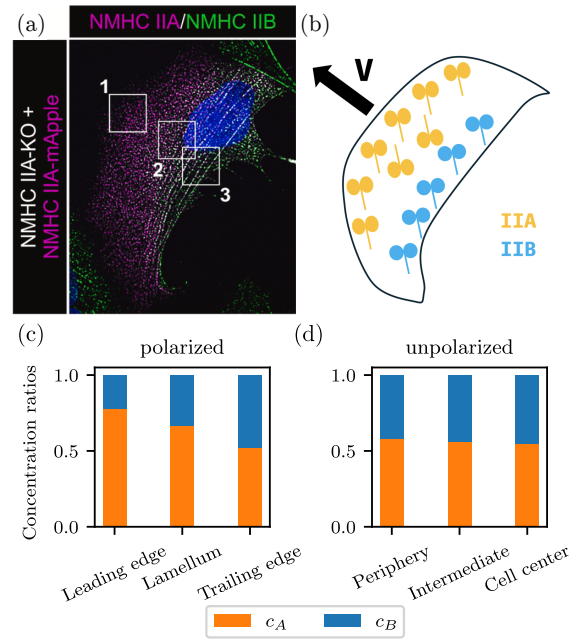 (a)
NMHC IIA/NMHC IIB
NMHC IIA-KO +
NMHC IIA-mApple
1
2
3
(b)
V
IIA
IIB
(c)
polarized
Concentration ratios
1.0
0.5
0.0
Leading edge
Lamellum
Trailing edge
(d)
unpolarized
1.0
0.5
0.0
Periphery
Intermediate
Cell center
c_A
c_B